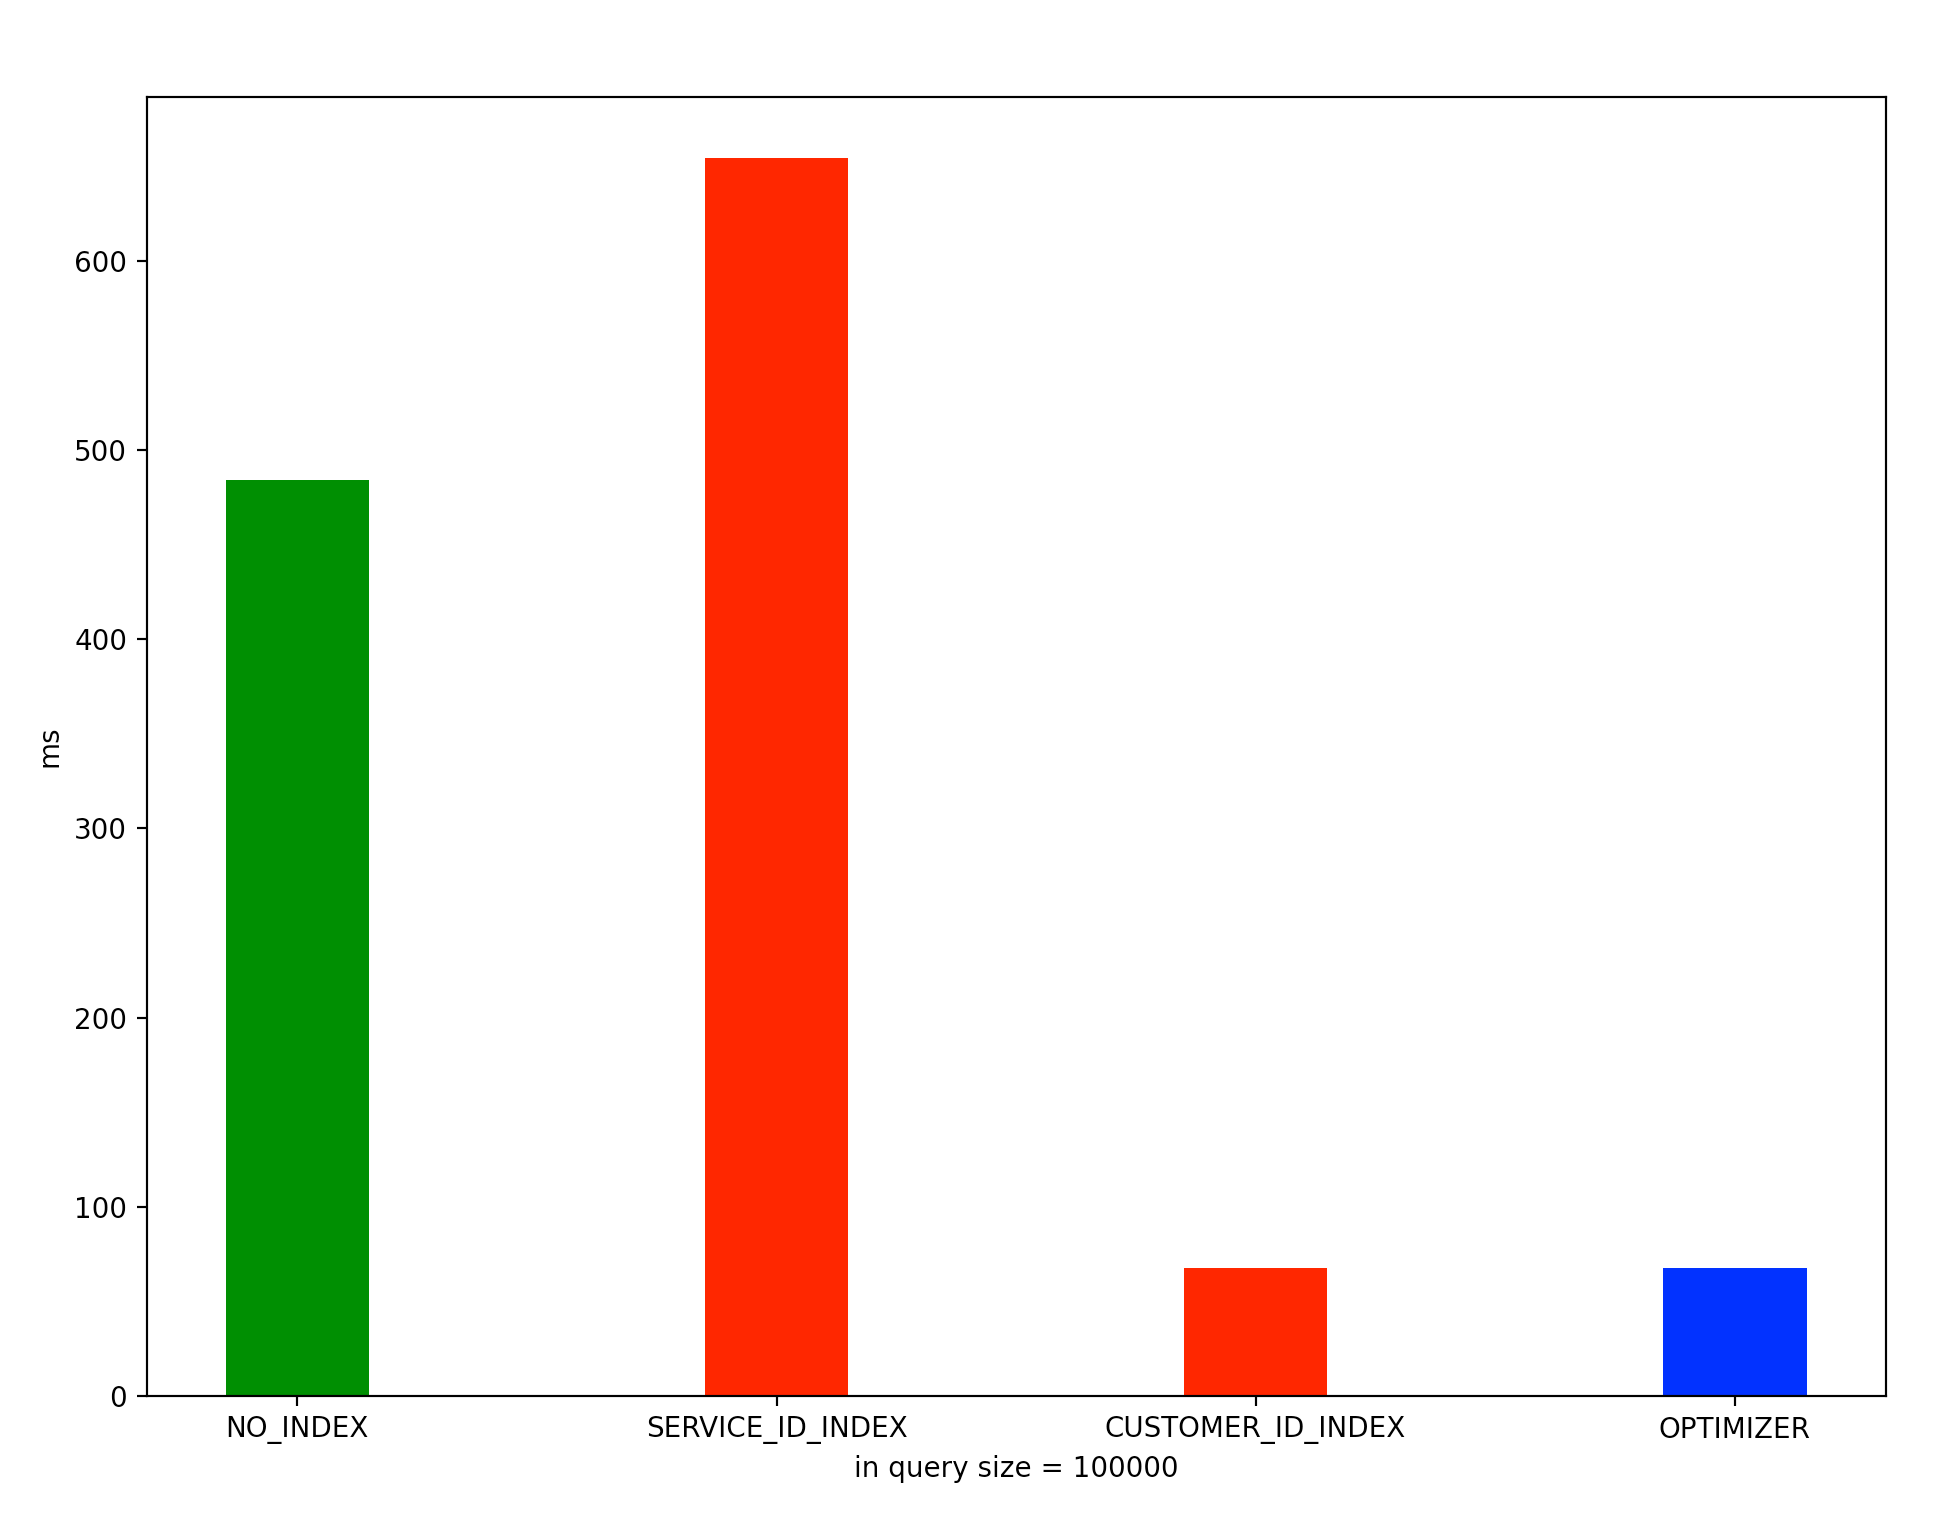 600
500
400
300
200
100
0
ms
NO_INDEX
SERVICE_ID_INDEX
CUSTOMER_ID_INDEX
OPTIMIZER
in query size = 100000